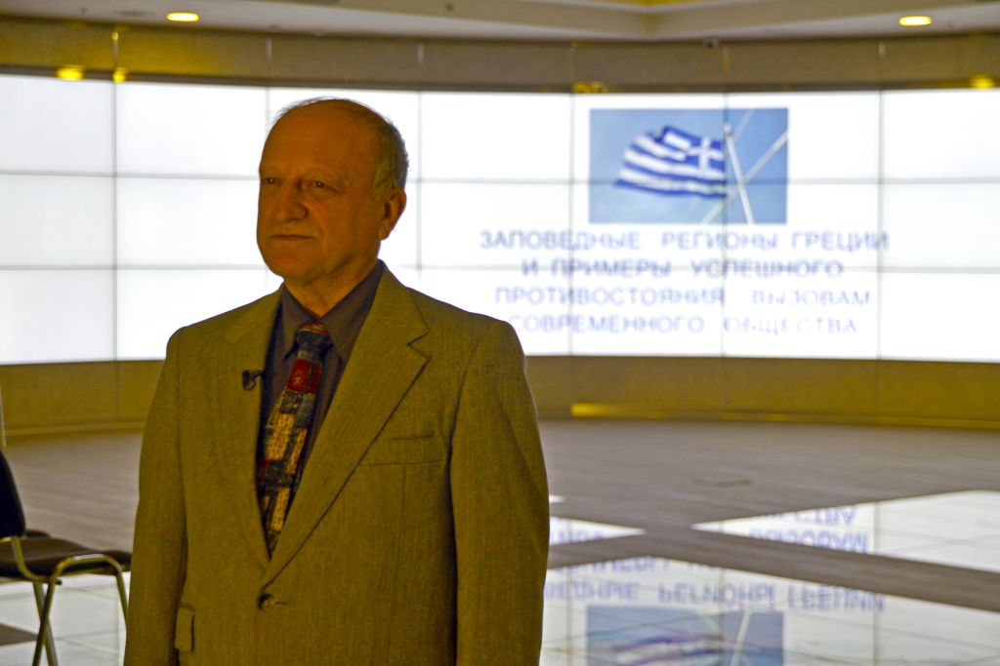 ЗАПОВЕДНЫЕ РЕГИОНЫ ГРЕЦИИ
И ПРИМЕРЫ УСПЕШНОГО
ПРОТИВОСТОЯНИЯ ВЫЗОВАМ
СОВРЕМЕННОГО ОБЩЕСТВА